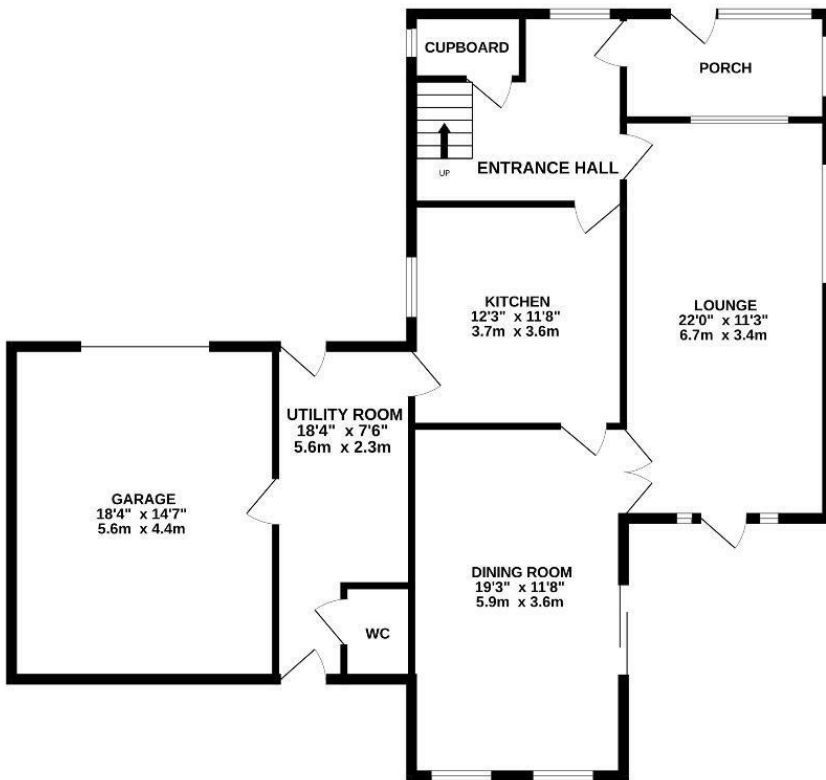 CUPBOARD
PORCH
UP
ENTRANCE HALL
KITCHEN
12'3" x 11'8"
3.7m x 3.6m
LOUNGE
22'0" x 11'3"
6.7m x 3.4m
UTILITY ROOM
18'4" x 7'6"
5.6m x 2.3m
GARAGE
18'4" x 14'7"
5.6m x 4.4m
DINING ROOM
19'3" x 11'8"
5.9m x 3.6m
WC